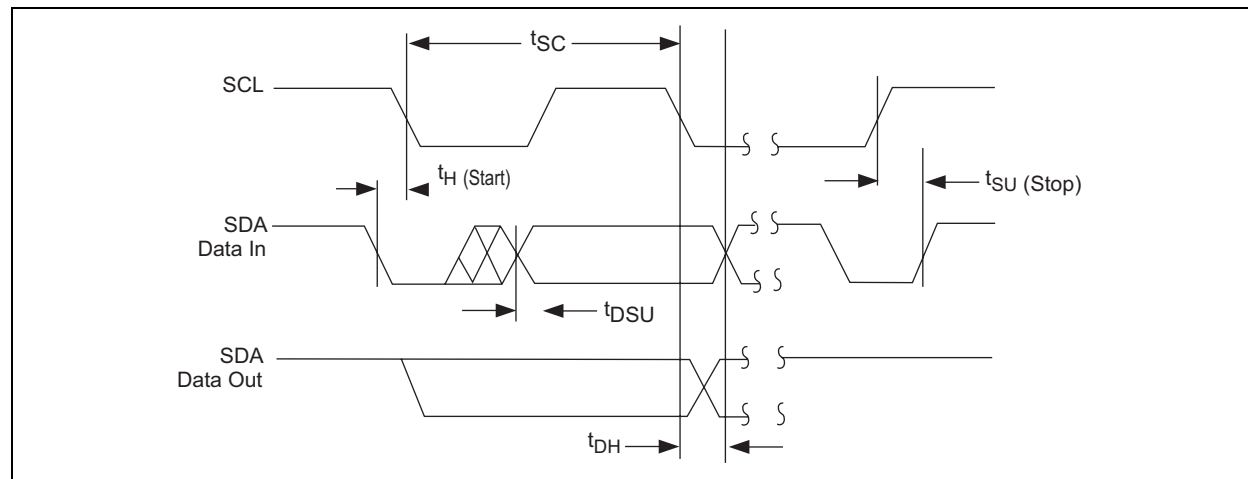 tSC
SCL
tH (Start)
tSU (Stop)
SDA
Data In
tDSU
SDA
Data Out
tDH